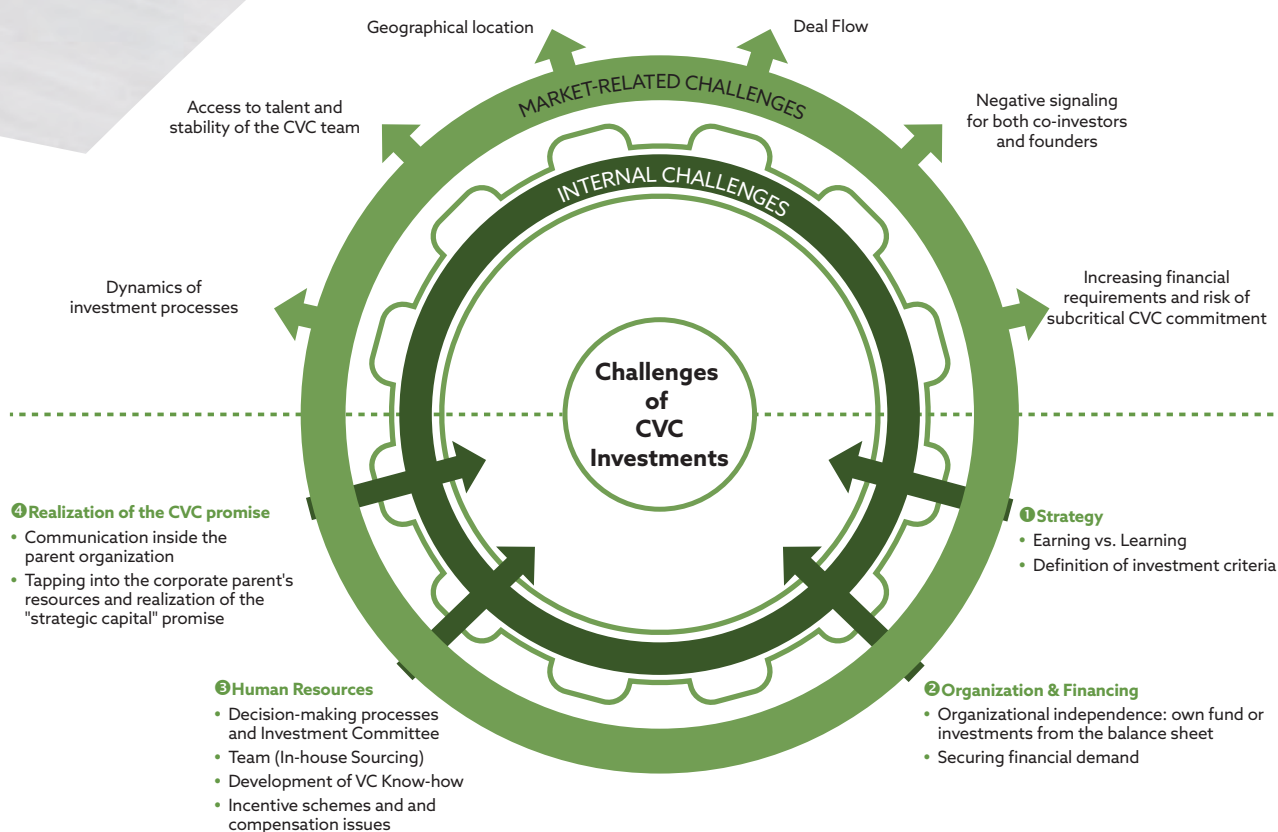 Geographical location
Deal Flow
MARKET-RELATED CHALLENGES
Access to talent and
stability of the CVC team
Negative signaling
for both co-investors
and founders
INTERNAL CHALLENGES
Dynamics of
investment processes
Increasing financial
requirements and risk of
subcritical CVC commitment
Challenges
of
CVC
Investments
❹Realization of the CVC promise
• Communication inside the
parent organization
• Tapping into the corporate parent's
resources and realization of the
"strategic capital" promise
❶Strategy
• Earning vs. Learning
• Definition of investment criteria
❸Human Resources
• Decision-making processes
and Investment Committee
• Team (In-house Sourcing)
• Development of VC Know-how
• Incentive schemes and and
compensation issues
❷Organization & Financing
• Organizational independence: own fund or
investments from the balance sheet
• Securing financial demand